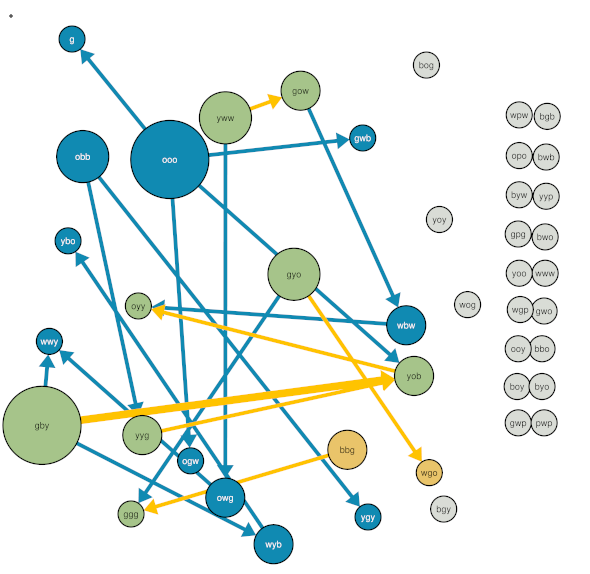 g
bog
gow
yww
wpw bgb
gwb
obb
ooo
opo bwb
byw yyp
yoy
gpg bwo
ybo
gyo
yoo www
oyy
wog
wgp gwo
wbw
wwy
ooy bbo
yob
boy byo
gby
yyg
gwp pwp
bbg
ogw
wgo
owg
bgy
ggg
ygy
wyb